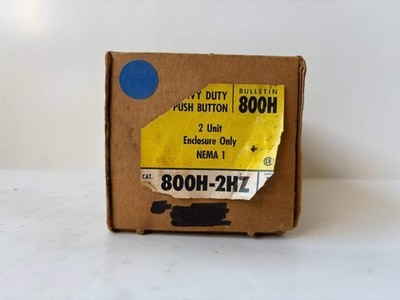 VY DUTY
PUSH BUTTON
BULLETIN
800H
2 Unit
Enclosure Only
NEMA 1
CAT.
800H-2HZ